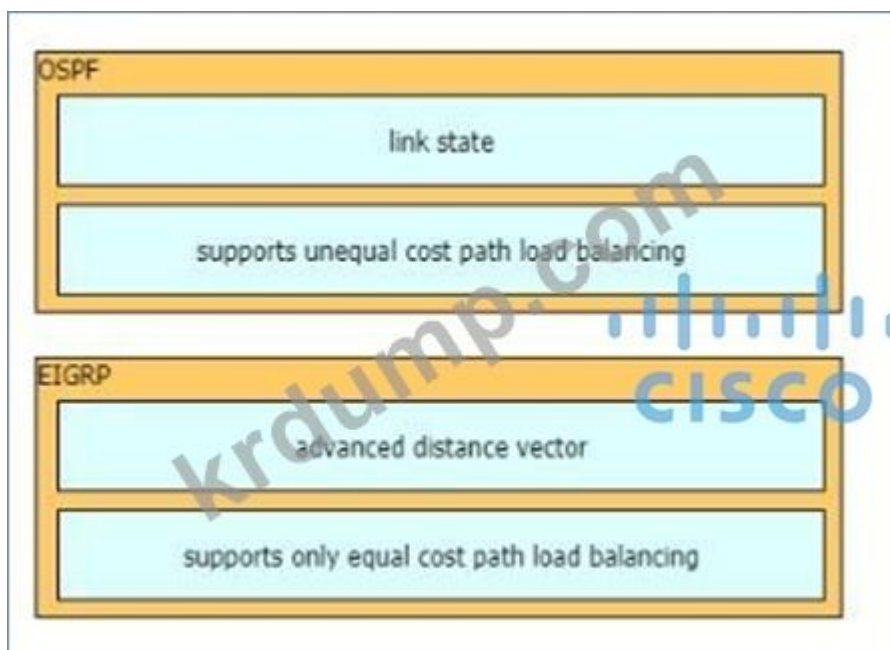 OSPF
link state
supports unequal cost path load balancing
EIGRP
advanced distance vector
supports only equal cost path load balancing
krdump.com
CISCO